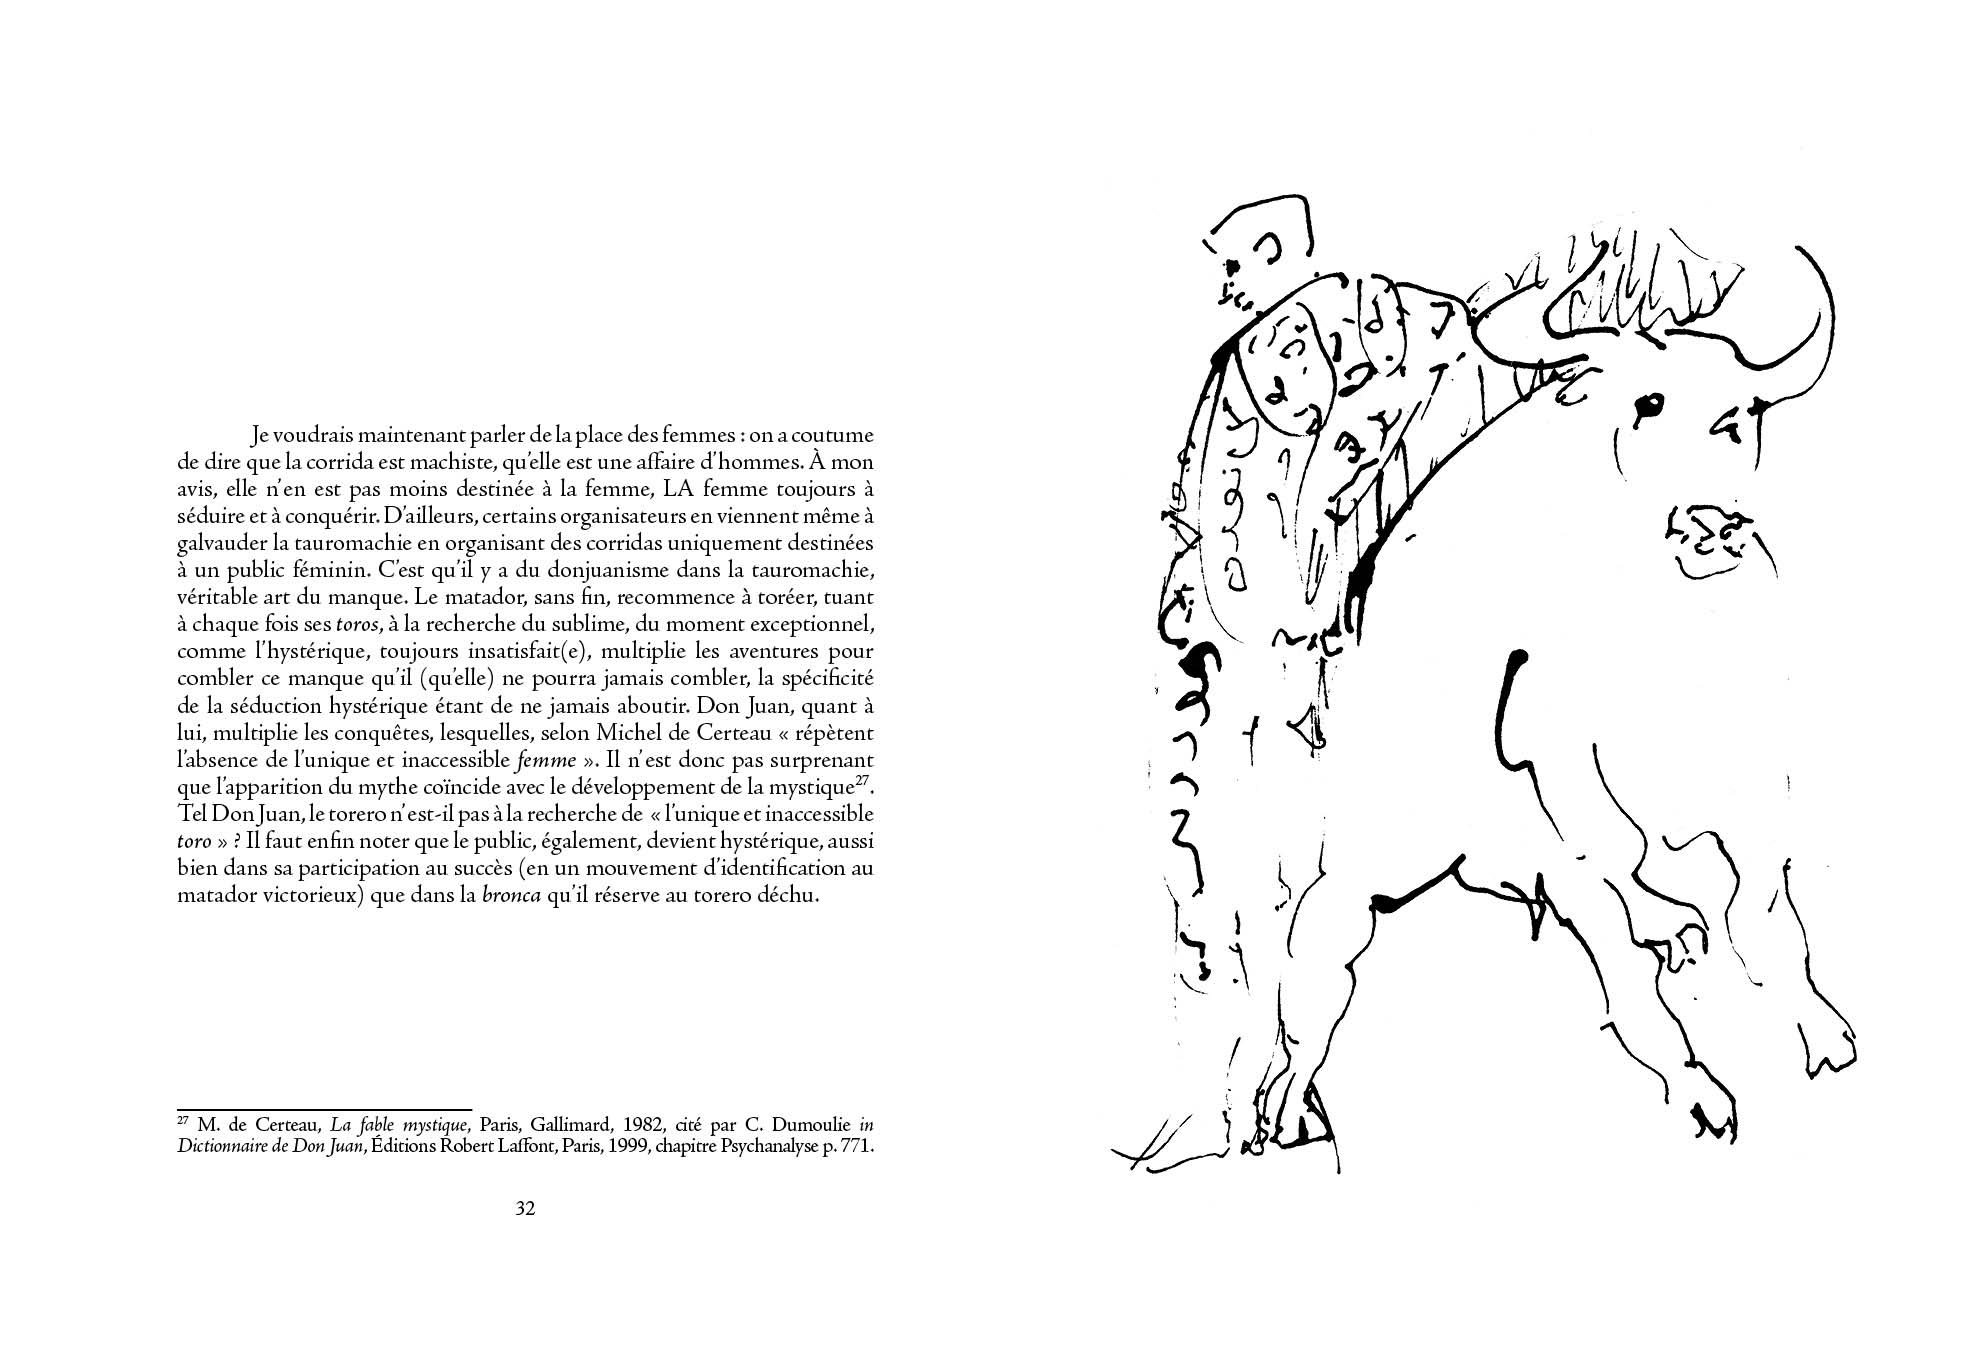 Je voudrais maintenant parler de la place des femmes : on a coutume
de dire que la corrida est machiste, qu’elle est une affaire d’hommes. À mon
avis, elle n’en est pas moins destinée à la femme, LA femme toujours à
séduire et à conquérir. D’ailleurs, certains organisateurs en viennent même à
galvauder la tauromachie en organisant des corridas uniquement destinées
à un public féminin. C’est qu’il y a du donjuanisme dans la tauromachie,
véritable art du manque. Le matador, sans fin, recommence à toréer, tuant
à chaque fois ses toros, à la recherche du sublime, du moment exceptionnel,
comme l’hystérique, toujours insatisfait(e), multiplie les aventures pour
combler ce manque qu’il (qu’elle) ne pourra jamais combler, la spécificité
de la séduction hystérique étant de ne jamais aboutir. Don Juan, quant à
lui, multiplie les conquêtes, lesquelles, selon Michel de Certeau « répètent
l’absence de l’unique et inaccessible femme ». Il n’est donc pas surprenant
que l’apparition du mythe coïncide avec le développement de la mystique²⁷.
Tel Don Juan, le torero n’est-il pas à la recherche de « l’unique et inaccessible
toro » ? Il faut enfin noter que le public, également, devient hystérique, aussi
bien dans sa participation au succès (en un mouvement d’identification au
matador victorieux) que dans la bronca qu’il réserve au torero déchu.
²⁷ M. de Certeau, La fable mystique, Paris, Gallimard, 1982, cité par C. Dumoulie in
Dictionnaire de Don Juan, Éditions Robert Laffont, Paris, 1999, chapitre Psychanalyse p. 771.
32